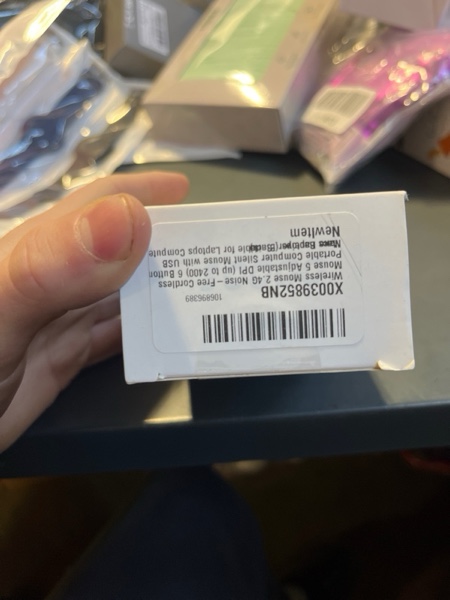 X0039852NB
106896389
Wireless Mouse 2.4G Noise-Free Cordless
Mouse 5 Adjustable DPI (up to 2400) 6 Button
Portable Computer Silent Mouse with USB
for Laptops Compute
NewItem